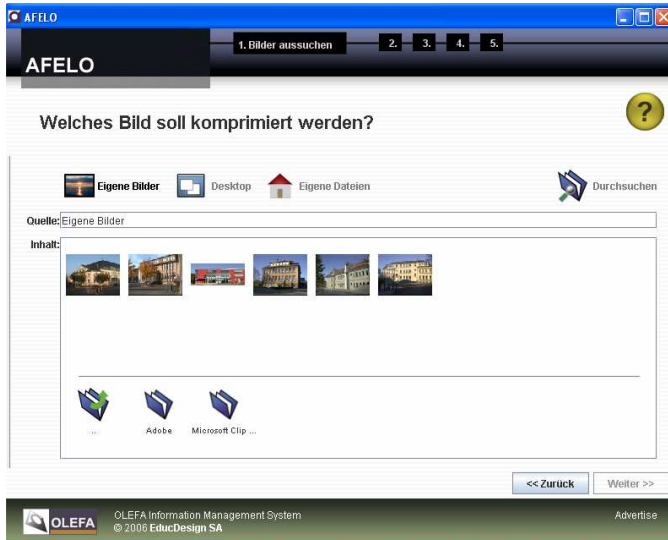 AFELO
1. Bilder aussuchen 2. 3. 4. 5.
AFELO
Welches Bild soll komprimiert werden?
?
Eigene Bilder Desktop Eigene Dateien Durchsuchen
Quelle: Eigene Bilder
Inhalt:
.. Adobe Microsoft Clip ...
<< Zurück Weiter >>
OLEFA
OLEFA Information Management System
© 2006 EducDesign SA
Advertise